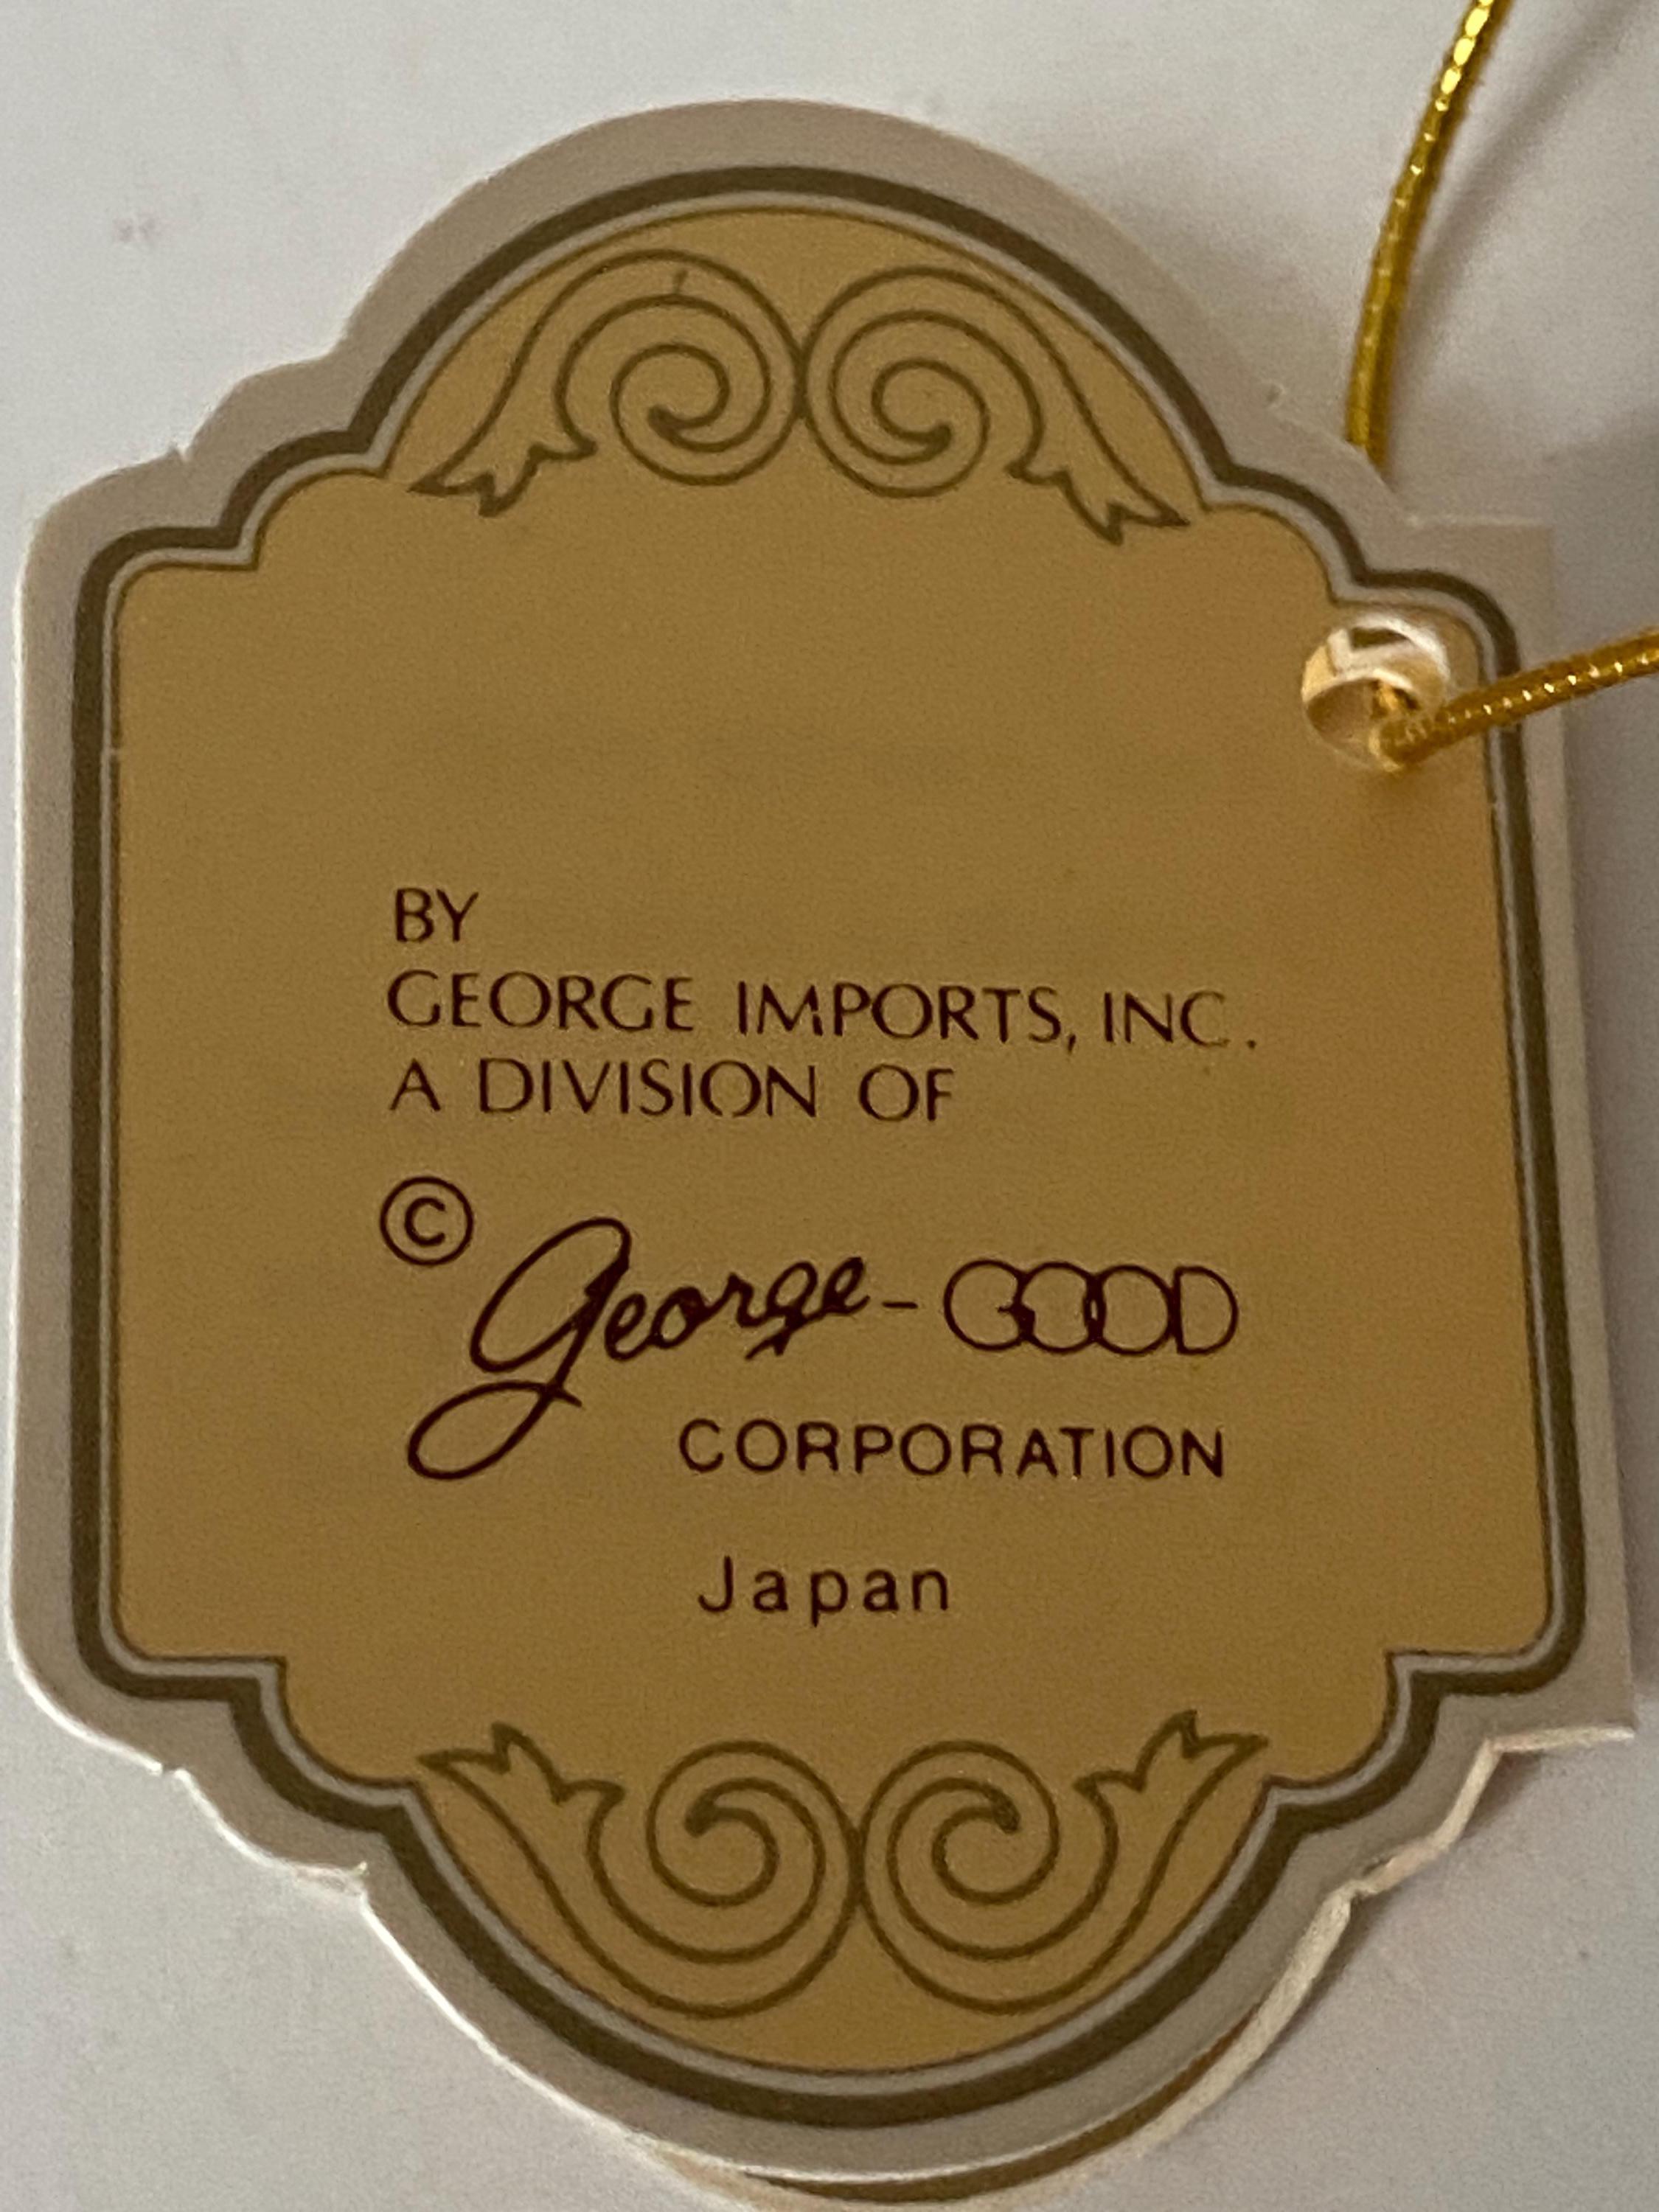 BY
GEORGE IMPORTS, INC.
A DIVISION OF
© George - GOOD
CORPORATION
Japan